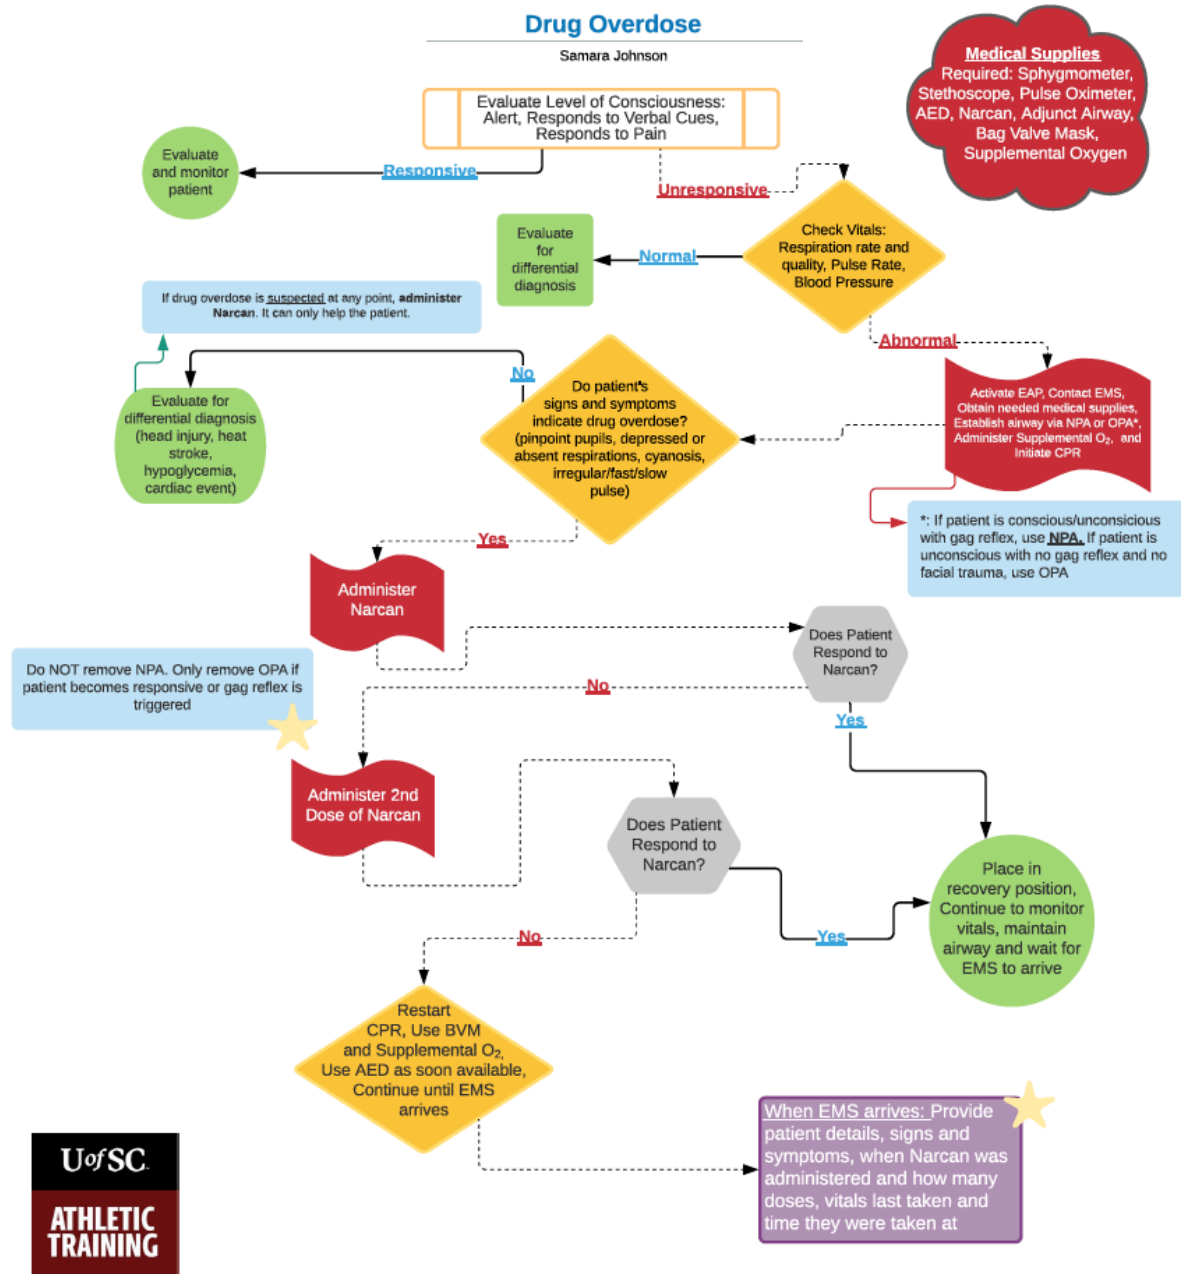 Drug Overdose
Samara Johnson
Medical Supplies
Required: Sphygmometer,
Stethoscope, Pulse Oximeter,
AED, Narcan, Adjunct Airway,
Bag Valve Mask,
Supplemental Oxygen
Evaluate Level of Consciousness:
Alert, Responds to Verbal Cues,
Responds to Pain
Evaluate
and monitor
patient
Responsive
Unresponsive
Check Vitals:
Respiration rate and
quality, Pulse Rate,
Blood Pressure
Normal
Evaluate
for
differential
diagnosis
Abnormal
If drug overdose is suspected at any point, administer
Narcan. It can only help the patient.
No
Evaluate for
differential diagnosis
(head injury, heat
stroke,
hypoglycemia,
cardiac event)
Do patient's
signs and symptoms
indicate drug overdose?
(pinpoint pupils, depressed or
absent respirations, cyanosis,
irregular/fast/slow
pulse)
Activate EAP, Contact EMS,
Obtain needed medical supplies,
Establish airway via NPA or OPA*,
Administer Supplemental O₂, and
Initiate CPR
*: If patient is conscious/unconsicious
with gag reflex, use NPA. If patient is
unconscious with no gag reflex and no
facial trauma, use OPA
Yes
Administer
Narcan
Does Patient
Respond to
Narcan?
Do NOT remove NPA. Only remove OPA if
patient becomes responsive or gag reflex is
triggered
No
Yes
Administer 2nd
Dose of Narcan
Does Patient
Respond to
Narcan?
Place in
recovery position,
Continue to monitor
vitals, maintain
airway and wait for
EMS to arrive
No
Yes
Restart
CPR, Use BVM
and Supplemental O₂,
Use AED as soon available,
Continue until EMS
arrives
When EMS arrives: Provide
patient details, signs and
symptoms, when Narcan was
administered and how many
doses, vitals last taken and
time they were taken at
UofSC
ATHLETIC
TRAINING